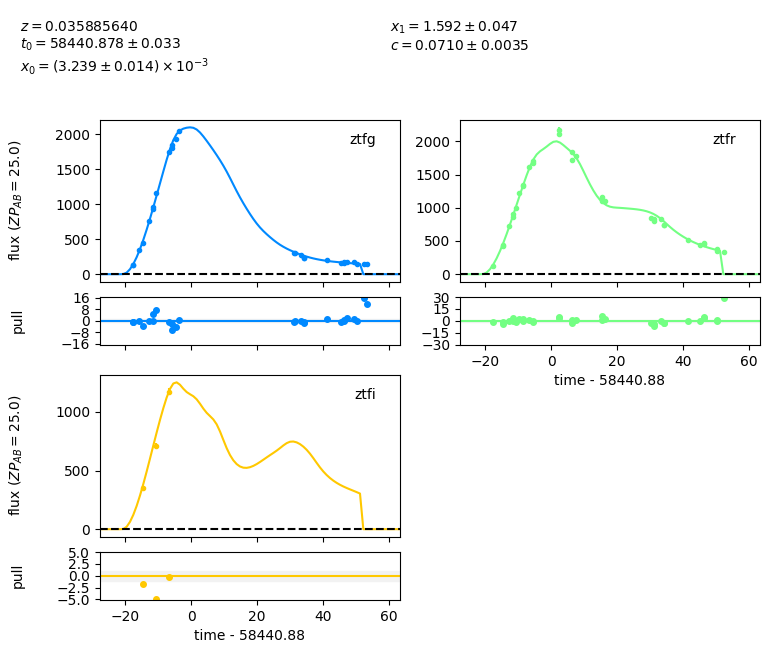 z = 0.035885640
t₀ = 58440.878 ± 0.033
x₀ = (3.239 ± 0.014) × 10⁻³
x₁ = 1.592 ± 0.047
c = 0.0710 ± 0.0035
flux (ZP_AB = 25.0)
2000
1500
1000
500
0
ztfg
2000
1500
1000
500
0
ztfr
pull
16
8
0
−8
−16
30
15
0
−15
−30
−20
0
20
40
60
time - 58440.88
flux (ZP_AB = 25.0)
1000
500
0
ztfi
pull
5.0
2.5
0.0
−2.5
−5.0
−20
0
20
40
60
time - 58440.88